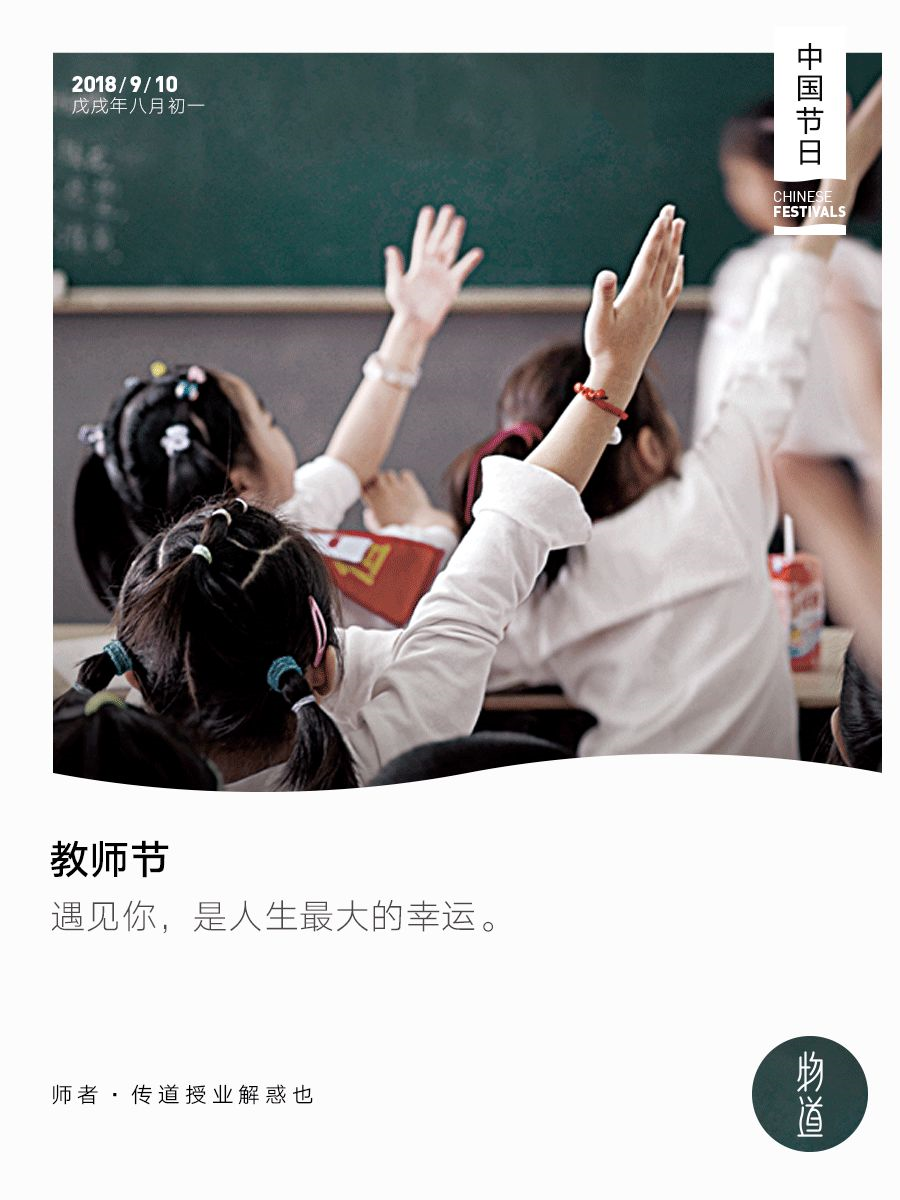 2018/9/10
戊戌年八月初一
中国节日
CHINESE
FESTIVALS
教师节
遇见你，是人生最大的幸运。
师者·传道授业解惑也
物道